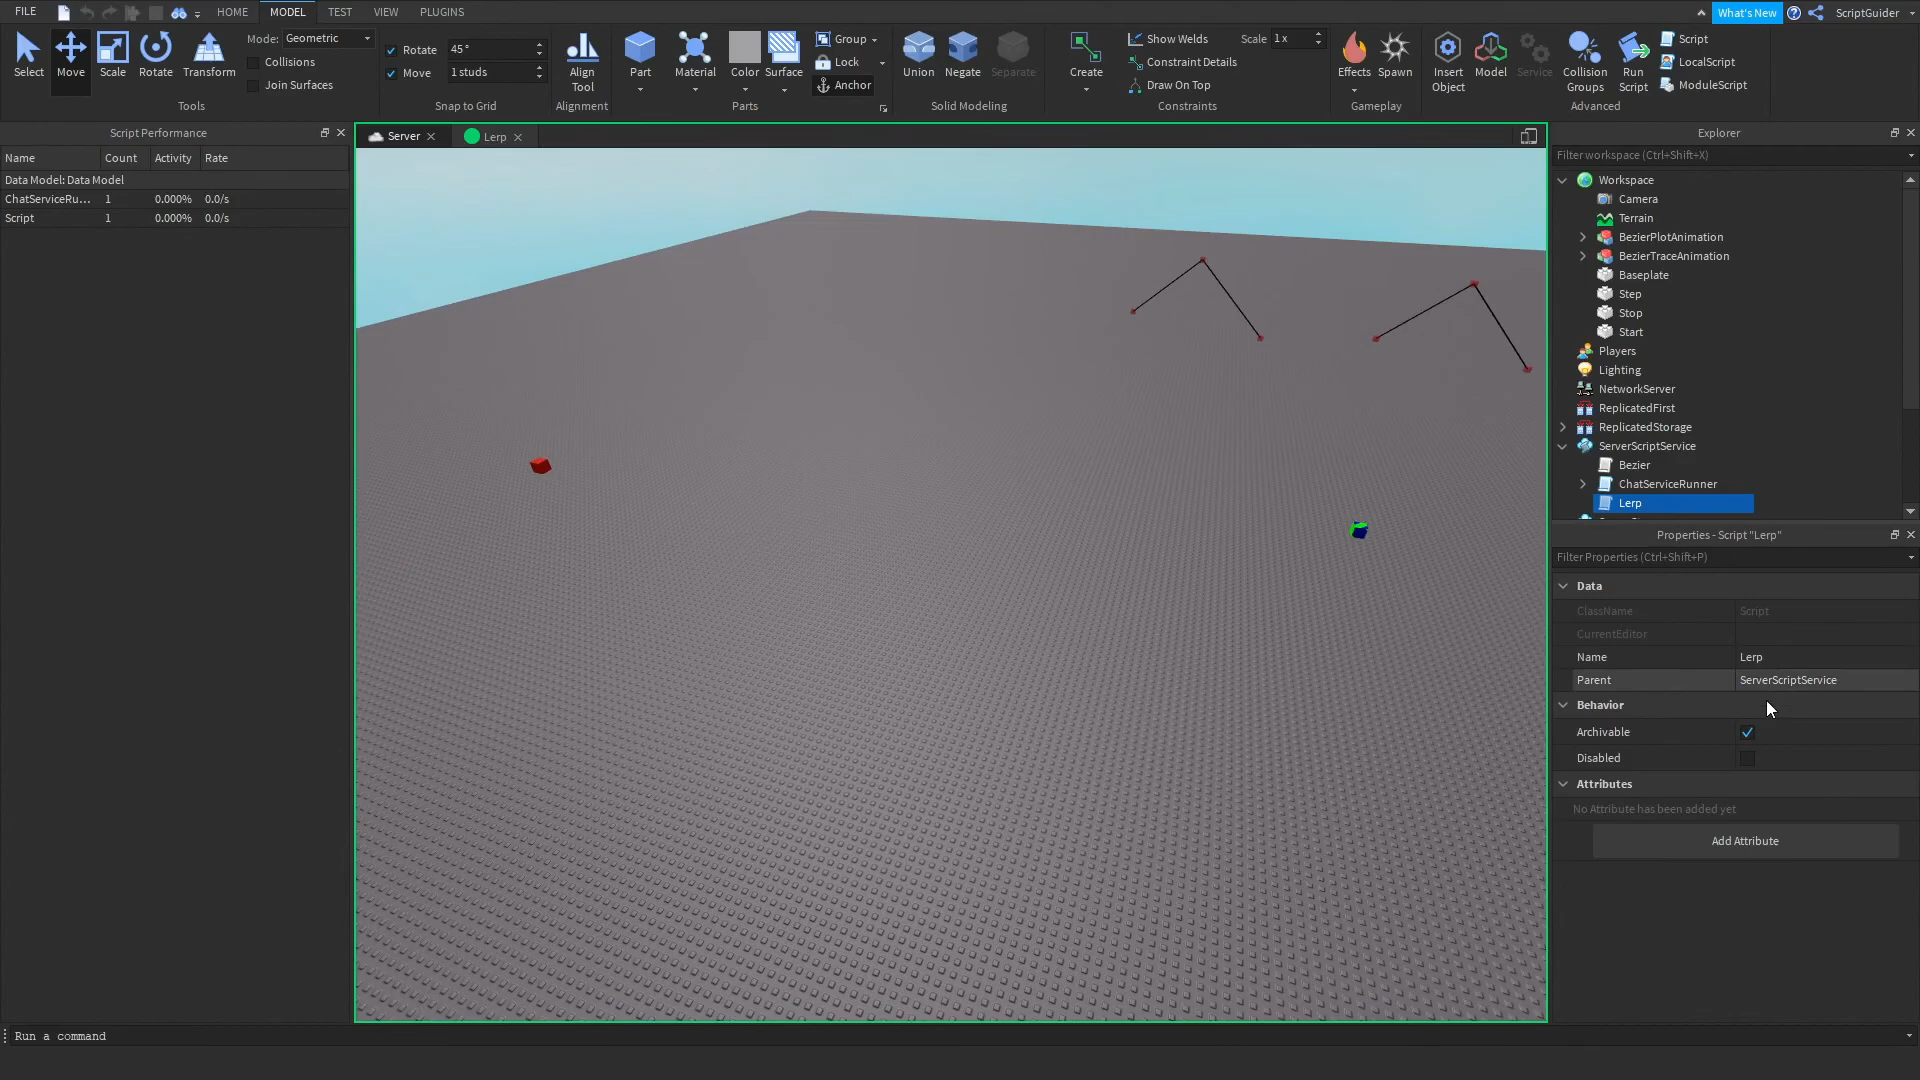 FILE HOME MODEL TEST VIEW PLUGINS What's New ScriptGuider
Select Move Scale Rotate Transform
Mode: Geometric
Collisions
Join Surfaces
Tools
Rotate 45°
Move 1 studs
Snap to Grid
Align Tool
Alignment
Part Material Color Surface
Group
Lock
Anchor
Parts
Union Negate Separate
Solid Modeling
Create
Show Welds Scale 1 x
Constraint Details
Draw On Top
Constraints
Effects Spawn
Gameplay
Insert Object Model Service Collision Groups Run Script
Script
LocalScript
ModuleScript
Advanced
Script Performance
Name Count Activity Rate
Data Model: Data Model
ChatServiceRu... 1 0.000% 0.0/s
Script 1 0.000% 0.0/s
Server Lerp
Explorer
Filter workspace (Ctrl+Shift+X)
Workspace
Camera
Terrain
BezierPlotAnimation
BezierTraceAnimation
Baseplate
Step
Stop
Start
Players
Lighting
NetworkServer
ReplicatedFirst
ReplicatedStorage
ServerScriptService
Bezier
ChatServiceRunner
Lerp
Properties - Script "Lerp"
Filter Properties (Ctrl+Shift+P)
Data
ClassName Script
CurrentEditor
Name Lerp
Parent ServerScriptService
Behavior
Archivable
Disabled
Attributes
No Attribute has been added yet
Add Attribute
Run a command